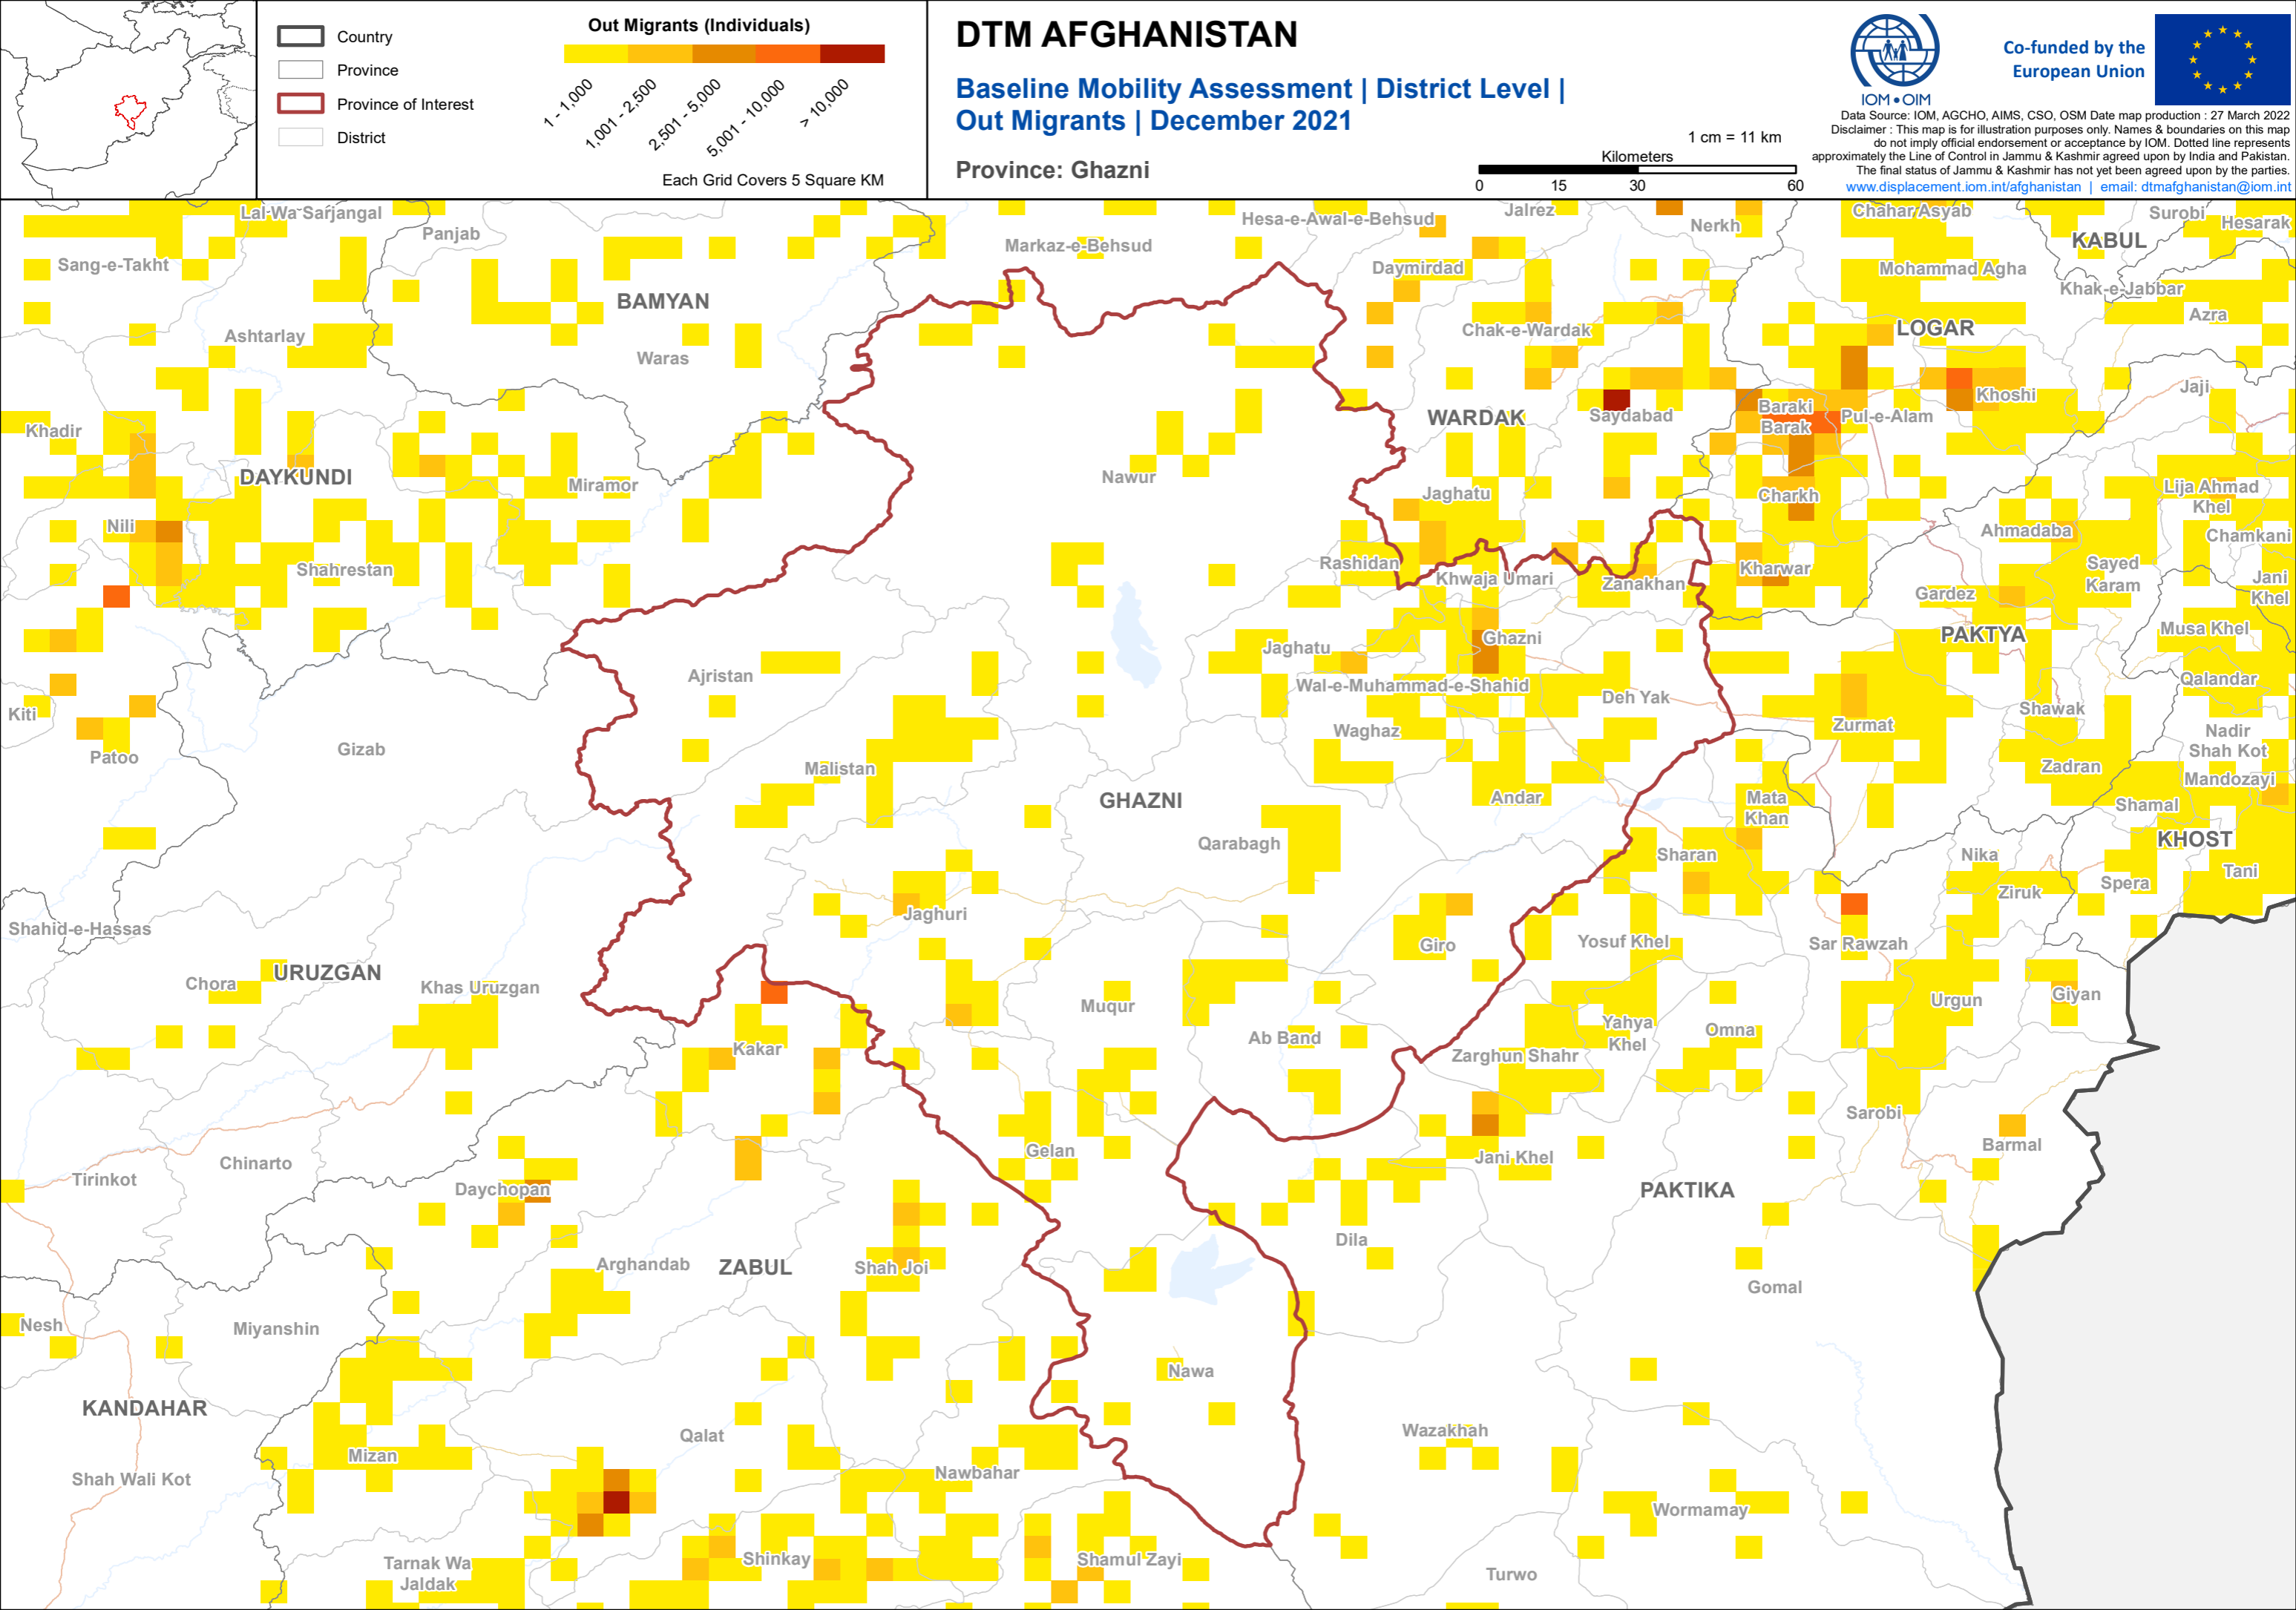 Country
Province
Province of Interest
District
Out Migrants (Individuals)
1 - 1,000
1,001 - 2,500
2,501 - 5,000
5,001 - 10,000
> 10,000
Each Grid Covers 5 Square KM
DTM AFGHANISTAN
Baseline Mobility Assessment | District Level |
Out Migrants | December 2021
Province: Ghazni
1 cm = 11 km
Kilometers
0 15 30 60
IOM • OIM
Co-funded by the
European Union
Data Source: IOM, AGCHO, AIMS, CSO, OSM Date map production : 27 March 2022
Disclaimer : This map is for illustration purposes only. Names & boundaries on this map
do not imply official endorsement or acceptance by IOM. Dotted line represents
approximately the Line of Control in Jammu & Kashmir agreed upon by India and Pakistan.
The final status of Jammu & Kashmir has not yet been agreed upon by the parties.
www.displacement.iom.int/afghanistan | email: dtmafghanistan@iom.int
Lal-Wa-Sarjangal
Panjab
Markaz-e-Behsud
Hesa-e-Awal-e-Behsud
Jalrez
Nerkh
Chahar Asyab
Surobi
Hesarak
KABUL
Sang-e-Takht
Daymirdad
Mohammad Agha
Khak-e-Jabbar
BAMYAN
Azra
Ashtarlay
Chak-e-Wardak
LOGAR
Waras
Jaji
Khoshi
Khadir
WARDAK
Saydabad
Baraki
Barak
Pul-e-Alam
DAYKUNDI
Miramor
Nawur
Jaghatu
Charkh
Lija Ahmad
Khel
Nili
Ahmadaba
Chamkani
Shahrestan
Rashidan
Khwaja Umari
Zanakhan
Kharwar
Sayed
Karam
Jani
Khel
Gardez
Jaghatu
Ghazni
PAKTYA
Musa Khel
Ajristan
Wal-e-Muhammad-e-Shahid
Deh Yak
Qalandar
Kiti
Shawak
Patoo
Gizab
Waghaz
Zurmat
Nadir
Shah Kot
Malistan
Zadran
Mandozayi
GHAZNI
Andar
Mata
Khan
Shamal
Qarabagh
KHOST
Sharan
Nika
Spera
Tani
Ziruk
Shahid-e-Hassas
Jaghuri
Giro
Yosuf Khel
Sar Rawzah
Chora
URUZGAN
Khas Uruzgan
Muqur
Urgun
Giyan
Ab Band
Yahya
Khel
Omna
Kakar
Zarghun Shahr
Sarobi
Gelan
Barmal
Chinarto
Jani Khel
Tirinkot
Daychopan
PAKTIKA
Dila
Arghandab
ZABUL
Shah Joi
Gomal
Nesh
Miyanshin
Nawa
KANDAHAR
Qalat
Wazakhah
Mizan
Shah Wali Kot
Nawbahar
Wormamay
Tarnak Wa
Jaldak
Shinkay
Shamul Zayi
Turwo